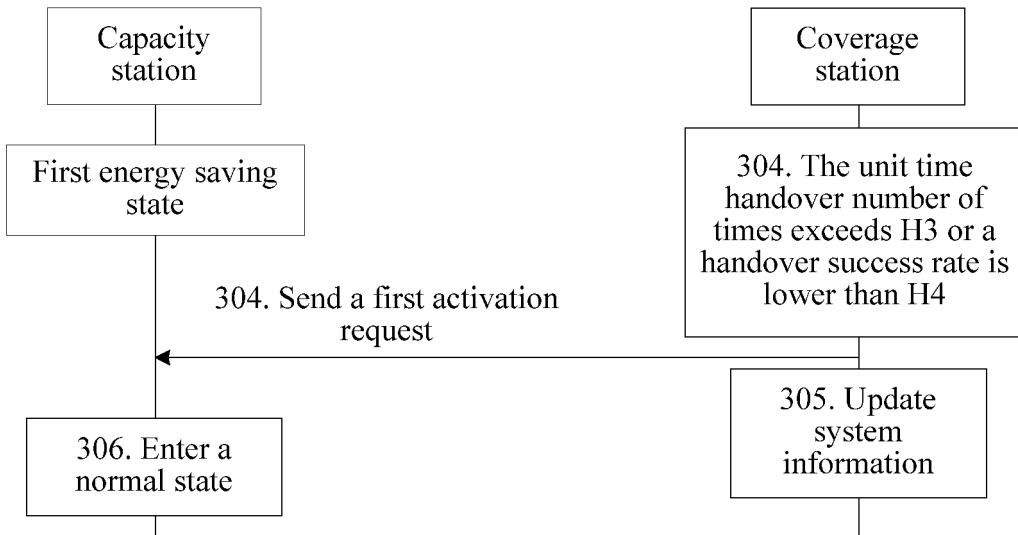 Capacity
station
Coverage
station
First energy saving
state
304. The unit time
handover number of
times exceeds H3 or a
handover success rate is
lower than H4
304. Send a first activation
request
305. Update
system
information
306. Enter a
normal state